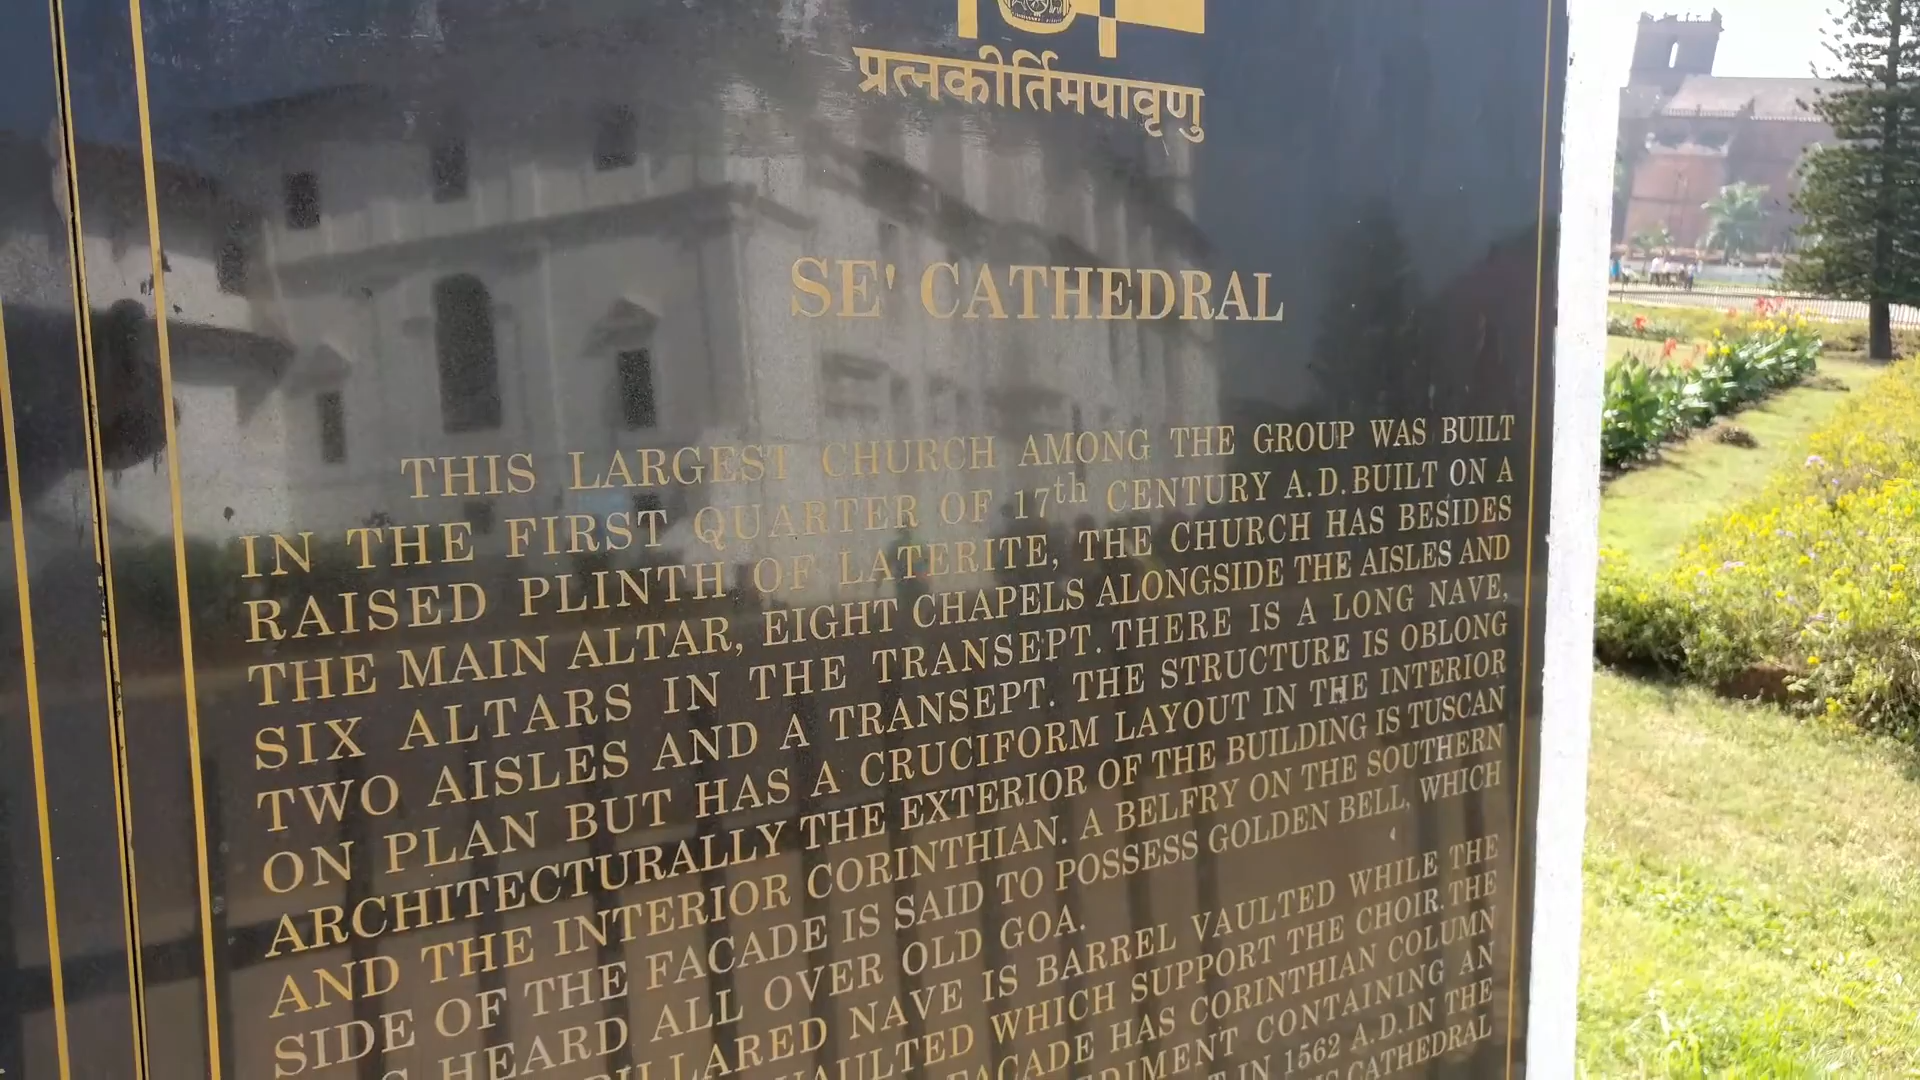 प्रत्नकीर्तिमपावृणु
SE' CATHEDRAL
THIS LARGEST CHURCH AMONG THE GROUP WAS BUILT
IN THE FIRST QUARTER OF 17th CENTURY A.D. BUILT ON A
RAISED PLINTH OF LATERITE, THE CHURCH HAS BESIDES
THE MAIN ALTAR, EIGHT CHAPELS ALONGSIDE THE AISLES AND
SIX ALTARS IN THE TRANSEPT. THERE IS A LONG NAVE,
TWO AISLES AND A TRANSEPT. THE STRUCTURE IS OBLONG
ON PLAN BUT HAS A CRUCIFORM LAYOUT IN THE INTERIOR
ARCHITECTURALLY THE EXTERIOR OF THE BUILDING IS TUSCAN
AND THE INTERIOR CORINTHIAN. A BELFRY ON THE SOUTHERN
SIDE OF THE FACADE IS SAID TO POSSESS GOLDEN BELL, WHICH
HEARD ALL OVER OLD GOA.
NAVE IS BARREL VAULTED WHILE THE
WHICH SUPPORT THE CHOIR. THE
HAS CORINTHIAN COLUMN
CONTAINING AN
IN 1562 A.D. IN THE
CATHEDRAL